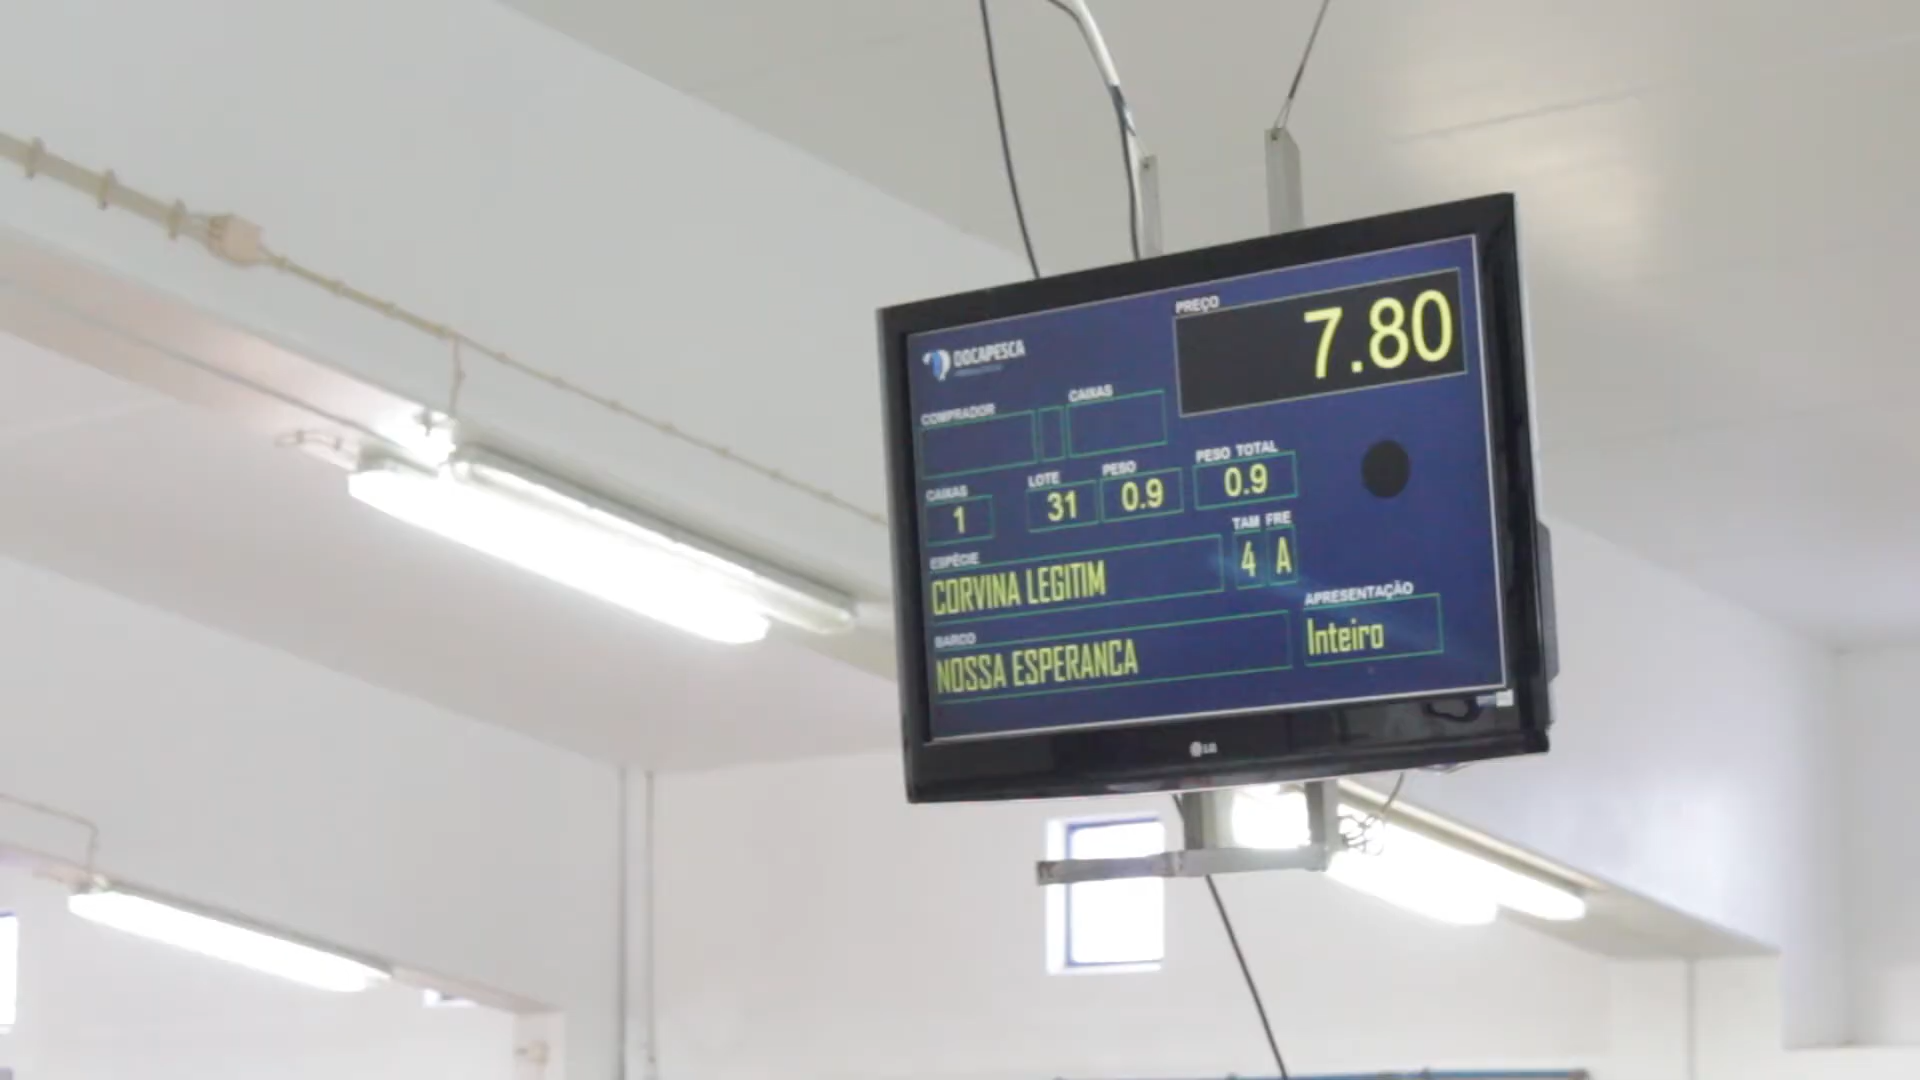 DOCAPESCA
PREÇO
7.80
COMPRADOR
CAIXAS
CAIXAS
1
LOTE
31
PESO
0.9
PESO TOTAL
0.9
ESPÉCIE
CORVINA LEGITIM
TAM
4
FRE
A
BARCO
NOSSA ESPERANCA
APRESENTAÇÃO
Inteiro
LG